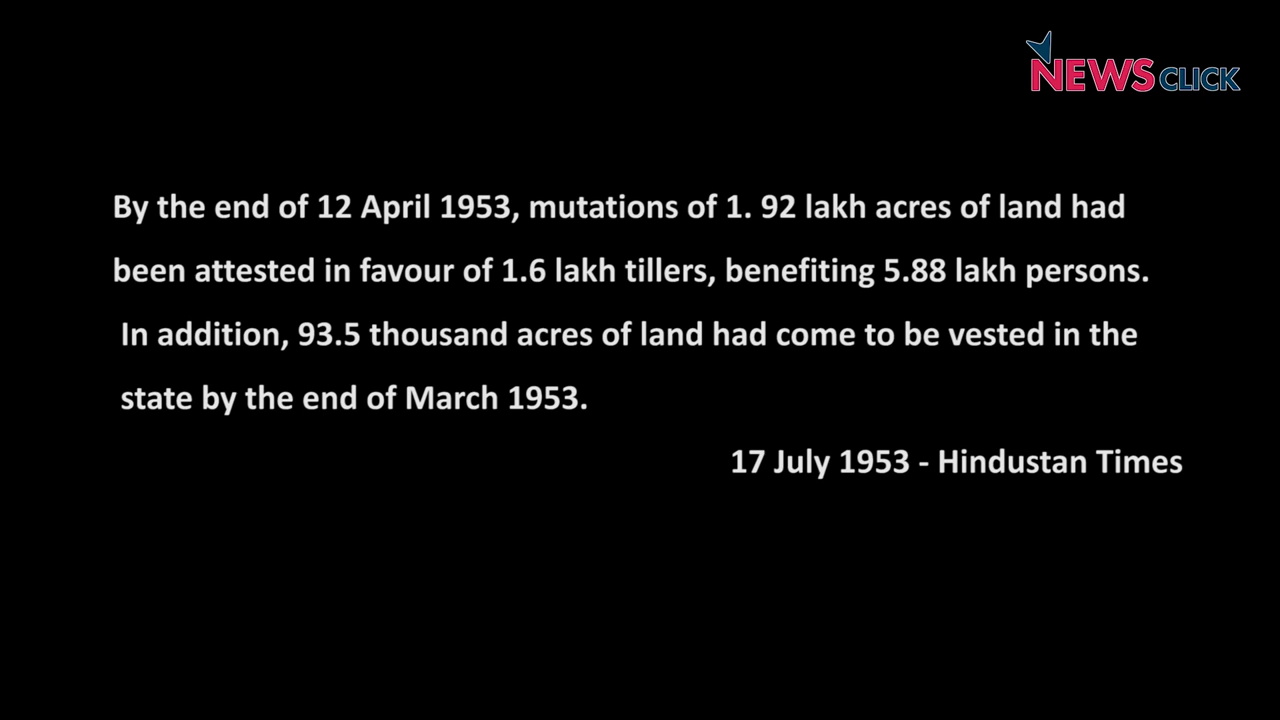 NEWSCLICK
By the end of 12 April 1953, mutations of 1. 92 lakh acres of land had
been attested in favour of 1.6 lakh tillers, benefiting 5.88 lakh persons.
In addition, 93.5 thousand acres of land had come to be vested in the
state by the end of March 1953.
17 July 1953 - Hindustan Times